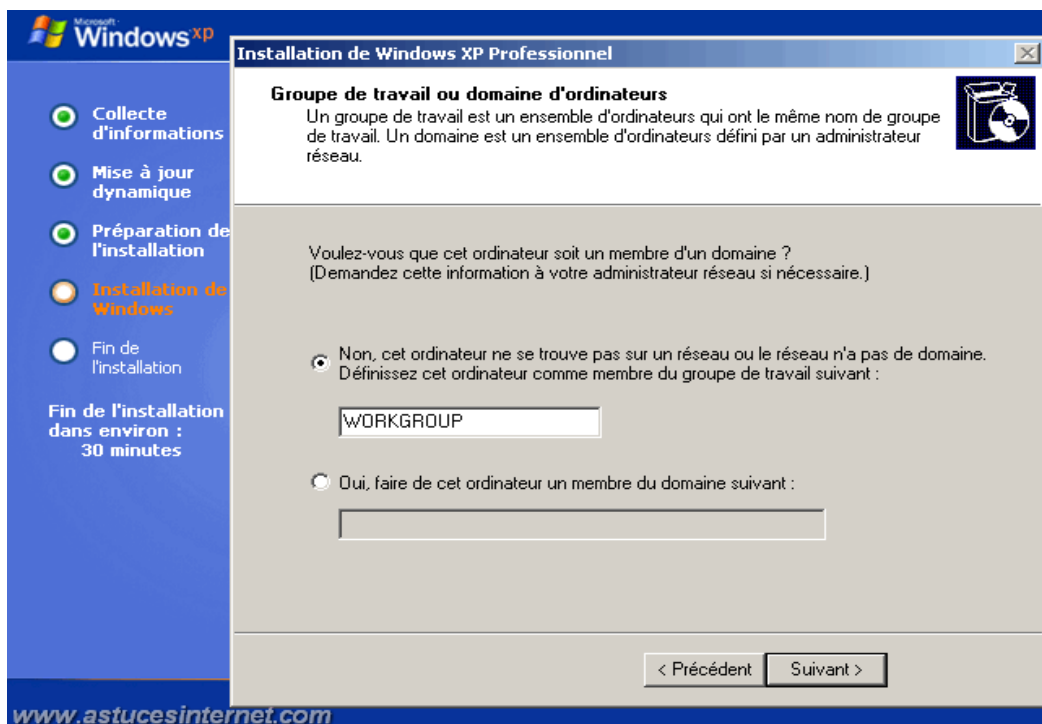 Microsoft
Windows xp
Installation de Windows XP Professionnel
Groupe de travail ou domaine d'ordinateurs
Un groupe de travail est un ensemble d'ordinateurs qui ont le même nom de groupe
de travail. Un domaine est un ensemble d'ordinateurs défini par un administrateur
réseau.
Collecte
d'informations
Mise à jour
dynamique
Préparation de
l'installation
Installation de
Windows
Fin de
l'installation
Fin de l'installation
dans environ :
30 minutes
Voulez-vous que cet ordinateur soit un membre d'un domaine ?
(Demandez cette information à votre administrateur réseau si nécessaire.)
Non, cet ordinateur ne se trouve pas sur un réseau ou le réseau n'a pas de domaine.
Définissez cet ordinateur comme membre du groupe de travail suivant :
WORKGROUP
Oui, faire de cet ordinateur un membre du domaine suivant :
< Précédent
Suivant >
www.astucesinternet.com